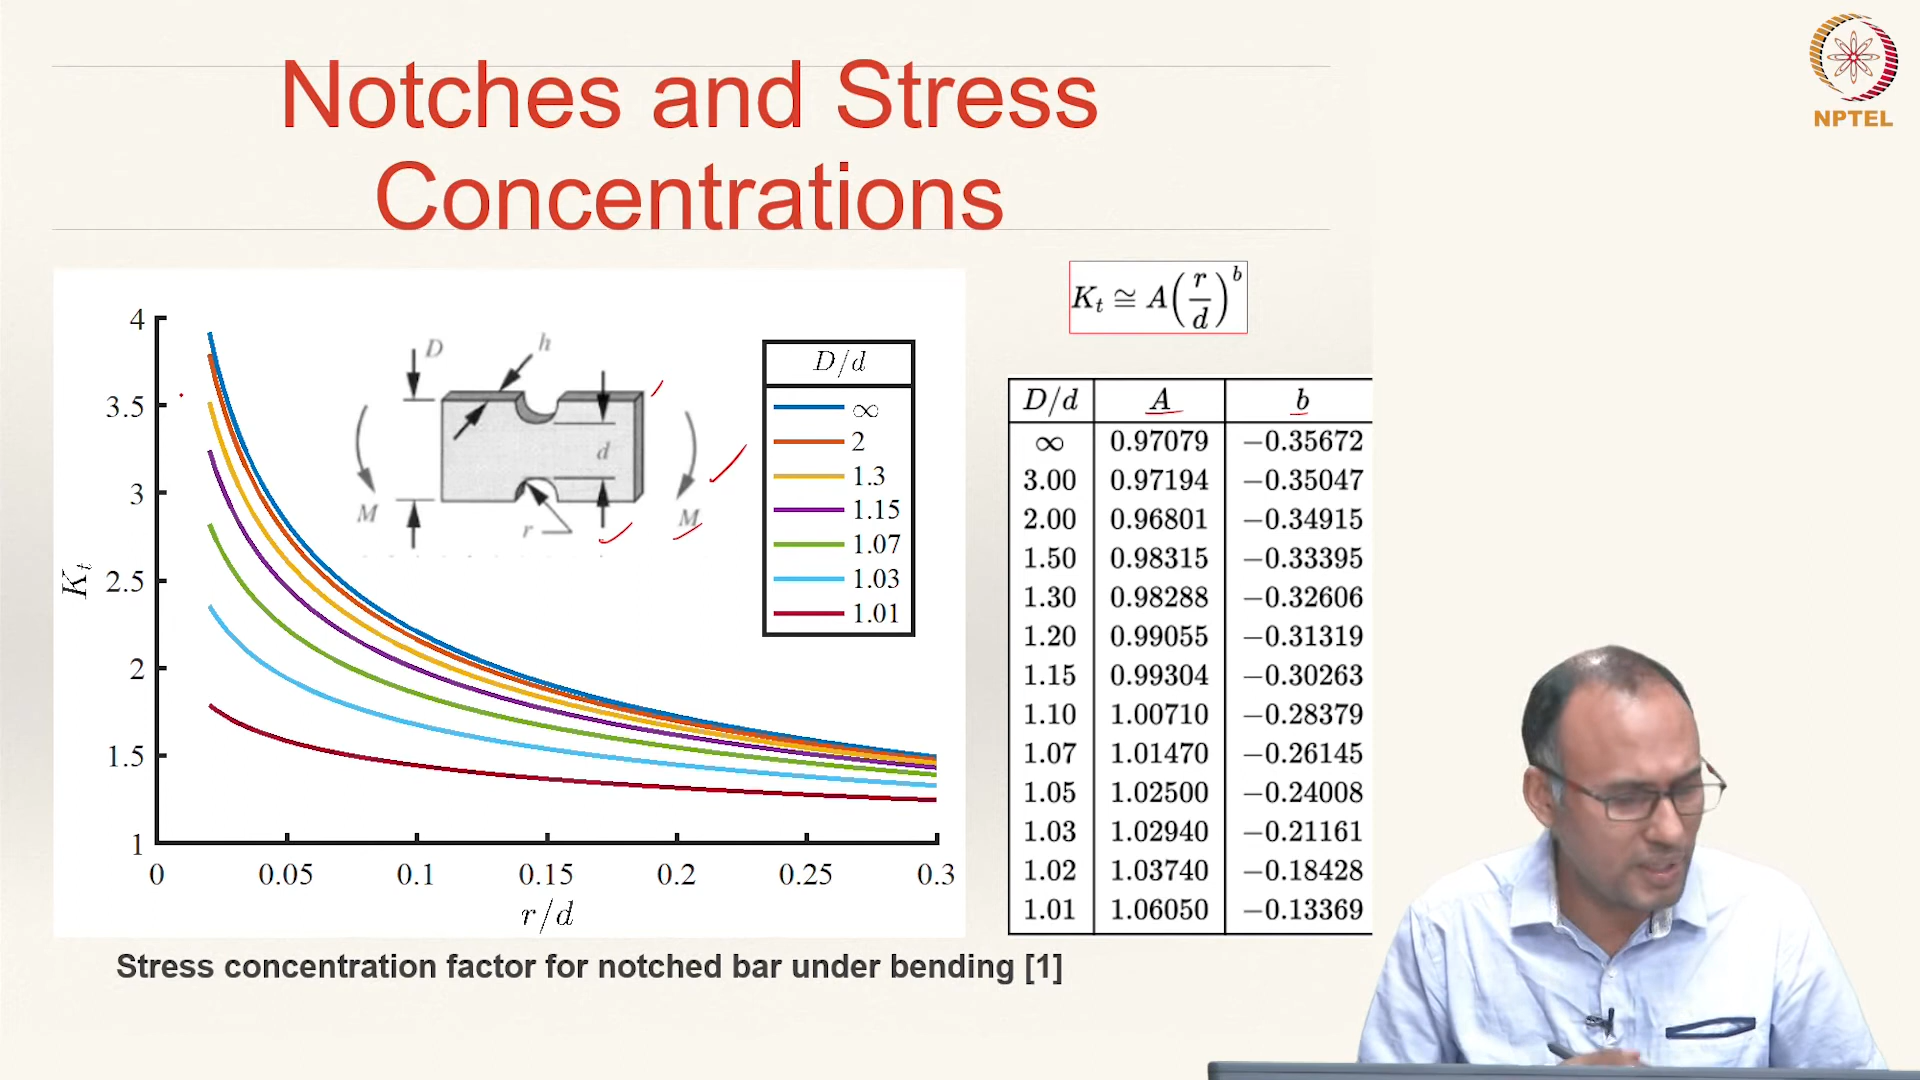 Notches and Stress
Concentrations
NPTEL
K_t ≅ A(r/d)^b
4
3.5
3
2.5
2
1.5
1
K_t
0 0.05 0.1 0.15 0.2 0.25 0.3
r/d
D
h
d
M
r
M
D/d
∞
2
1.3
1.15
1.07
1.03
1.01
D/d A b
∞ 0.97079 −0.35672
3.00 0.97194 −0.35047
2.00 0.96801 −0.34915
1.50 0.98315 −0.33395
1.30 0.98288 −0.32606
1.20 0.99055 −0.31319
1.15 0.99304 −0.30263
1.10 1.00710 −0.28379
1.07 1.01470 −0.26145
1.05 1.02500 −0.24008
1.03 1.02940 −0.21161
1.02 1.03740 −0.18428
1.01 1.06050 −0.13369
Stress concentration factor for notched bar under bending [1]